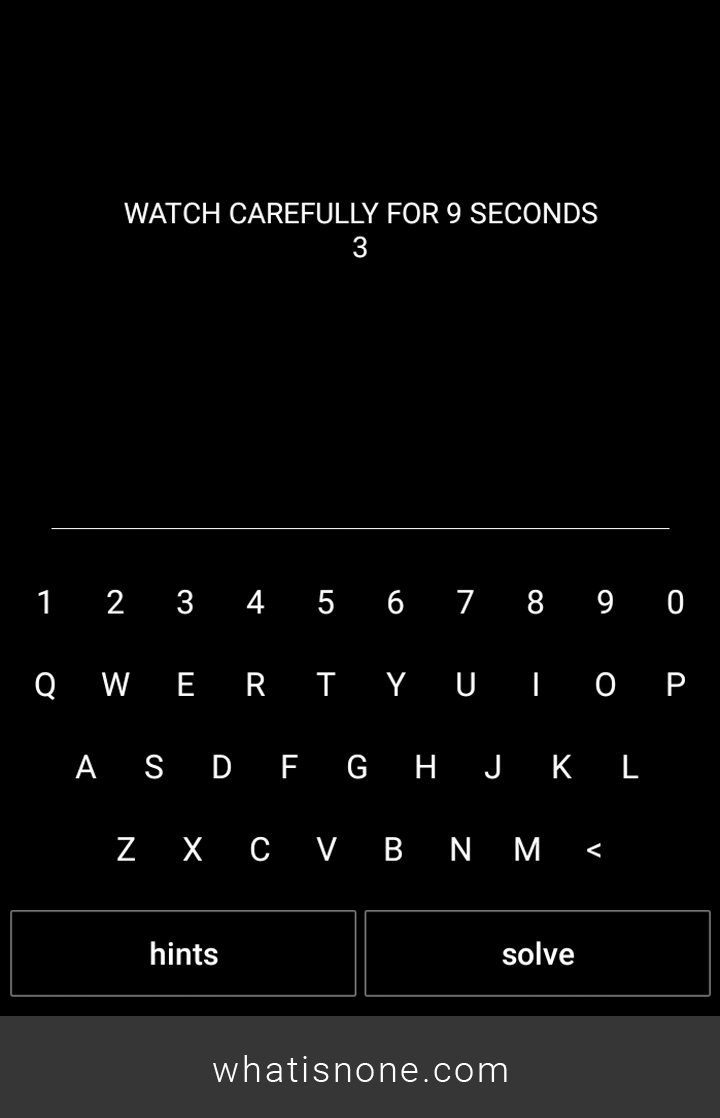 WATCH CAREFULLY FOR 9 SECONDS
3
1 2 3 4 5 6 7 8 9 0
Q W E R T Y U I O P
A S D F G H J K L
Z X C V B N M <
hints solve
whatisnone.com